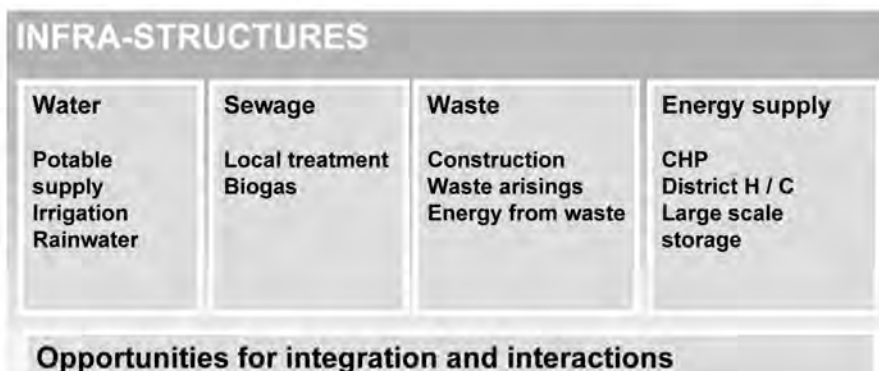 INFRA-STRUCTURES
Water
Potable
supply
Irrigation
Rainwater
Sewage
Local treatment
Biogas
Waste
Construction
Waste arisings
Energy from waste
Energy supply
CHP
District H / C
Large scale
storage
Opportunities for integration and interactions